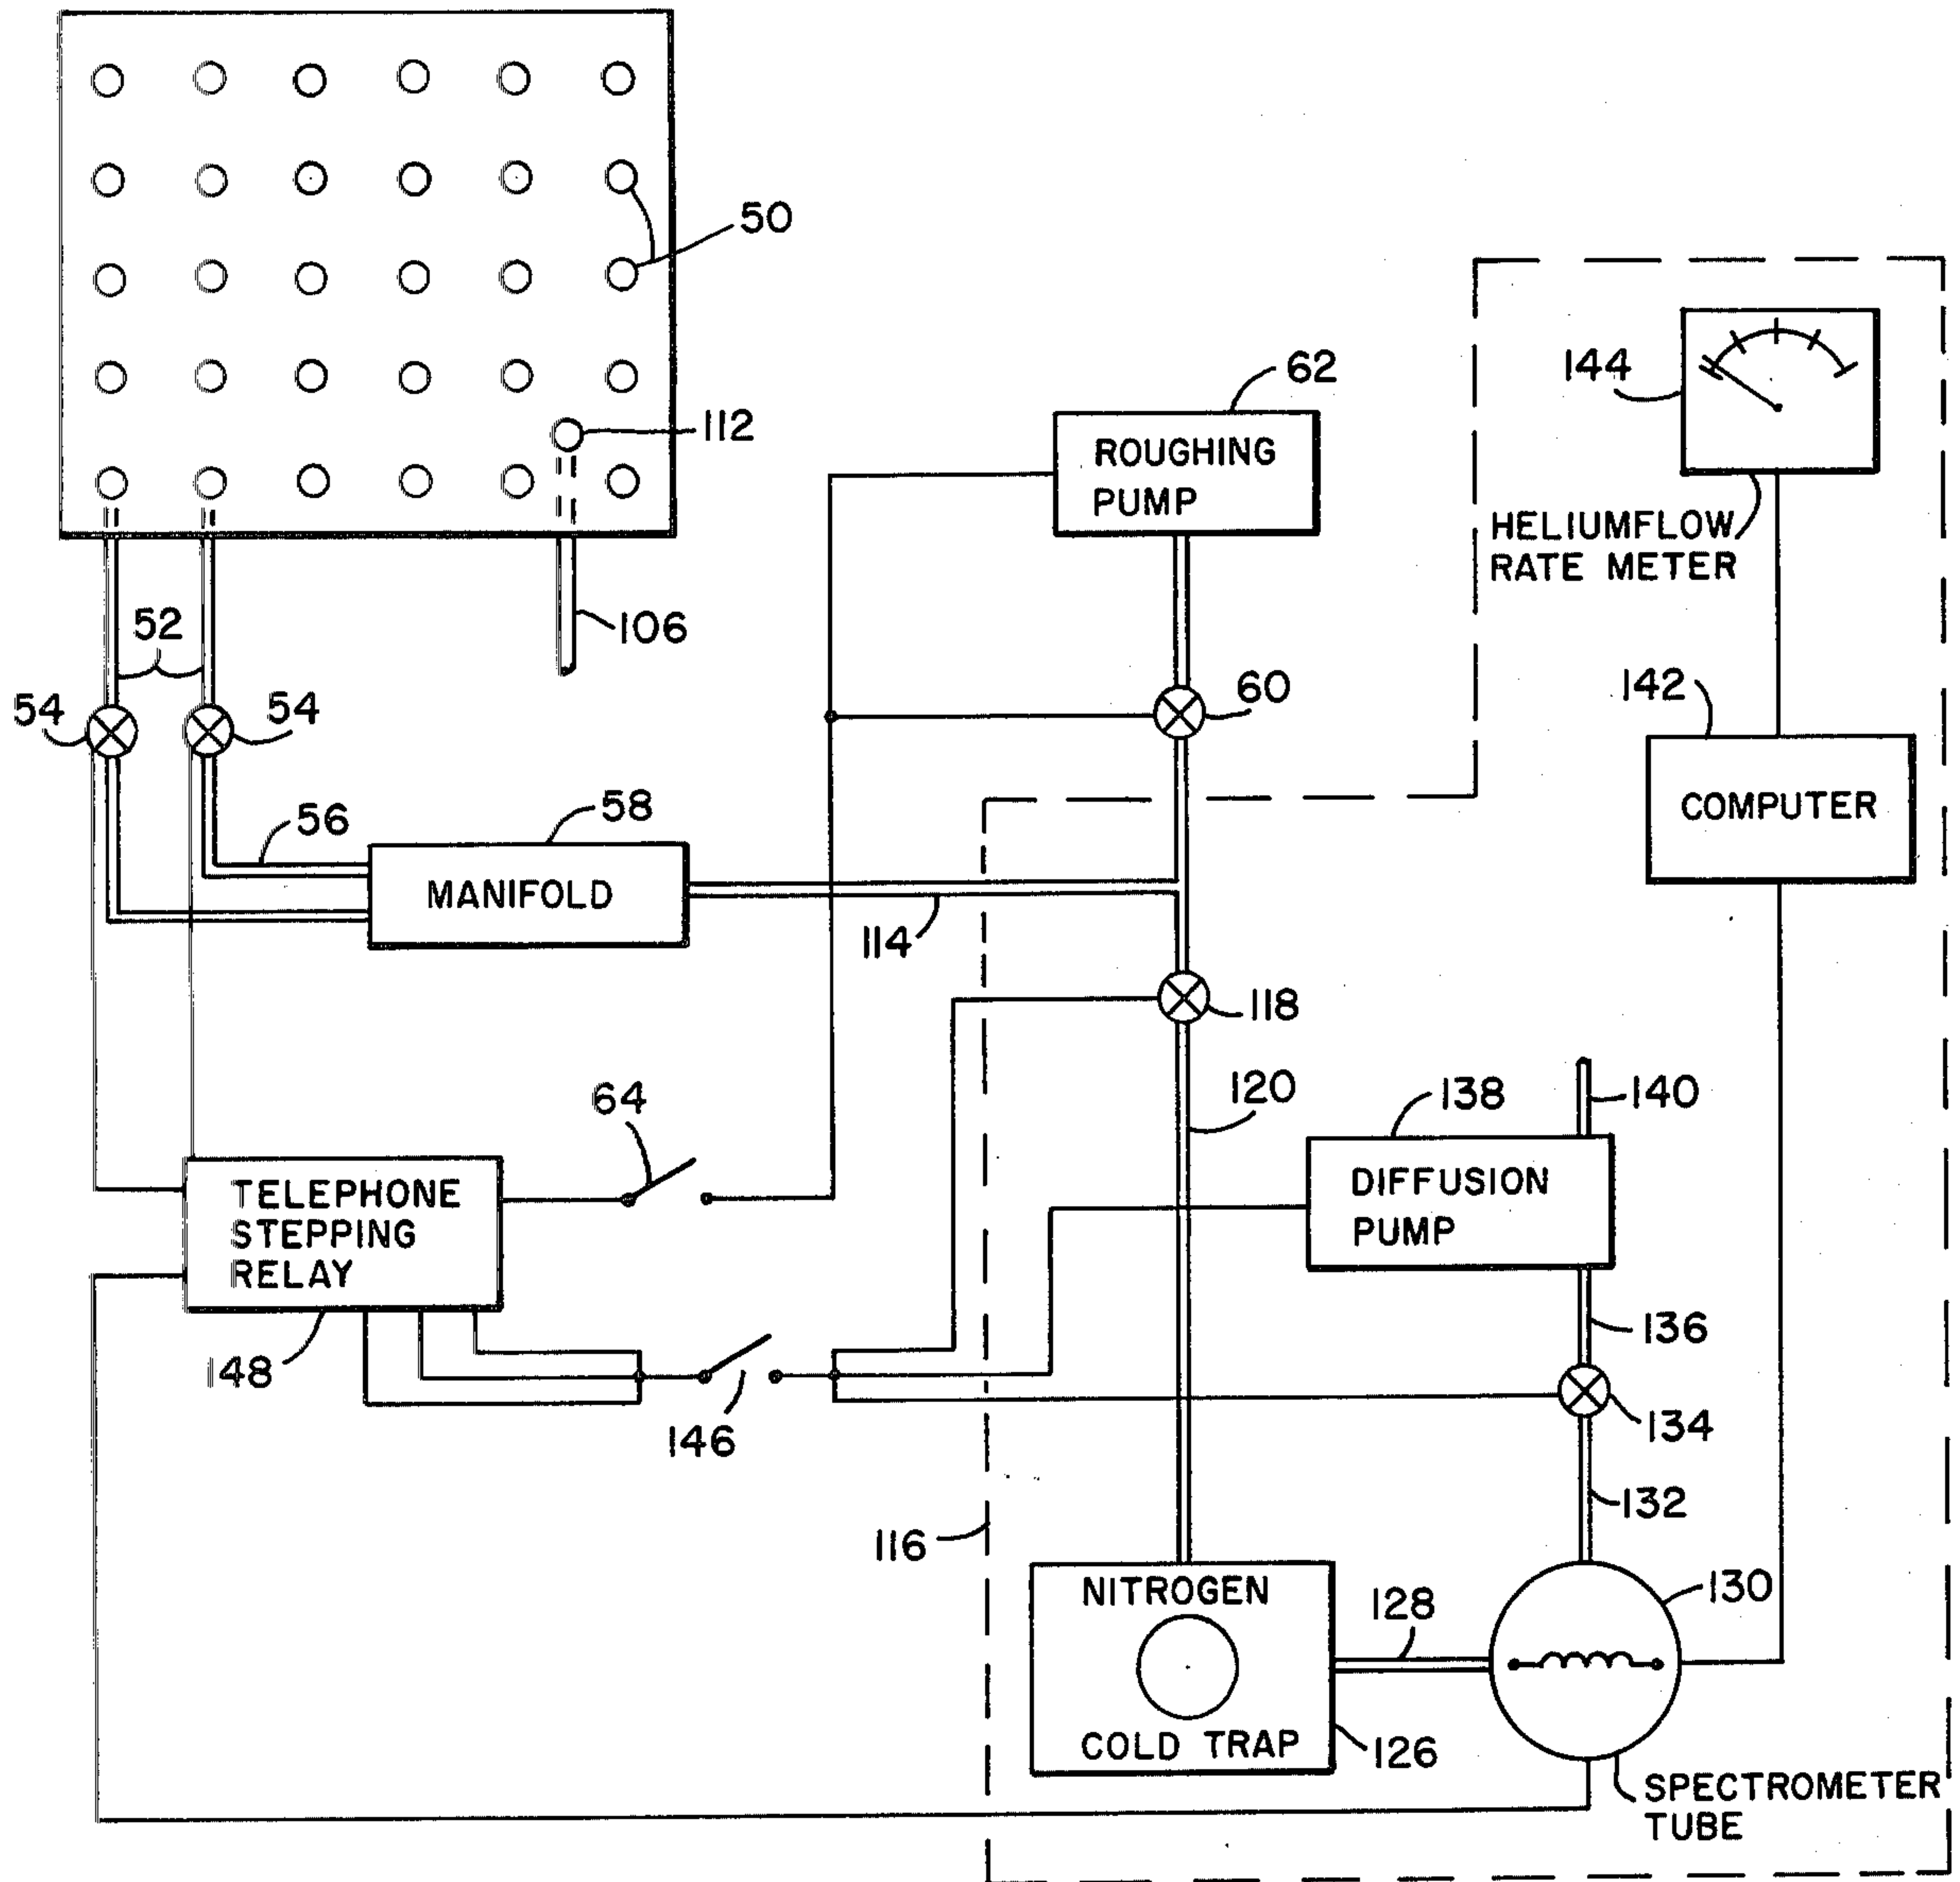 50
112
62
144
ROUGHING
PUMP
HELIUMFLOW
RATE METER
52
106
142
54
54
60
58
56
COMPUTER
MANIFOLD
114
118
64
120
138
140
TELEPHONE
STEPPING
RELAY
DIFFUSION
PUMP
136
148
146
134
132
116
NITROGEN
COLD TRAP
128
130
126
SPECTROMETER
TUBE